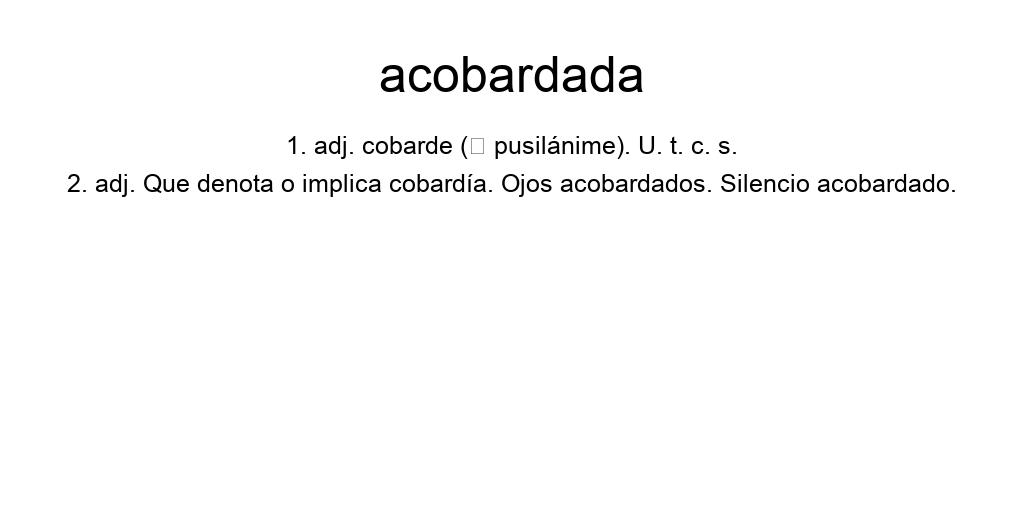 acobardada
1. adj. cobarde (□ pusilánime). U. t. c. s.
2. adj. Que denota o implica cobardía. Ojos acobardados. Silencio acobardado.